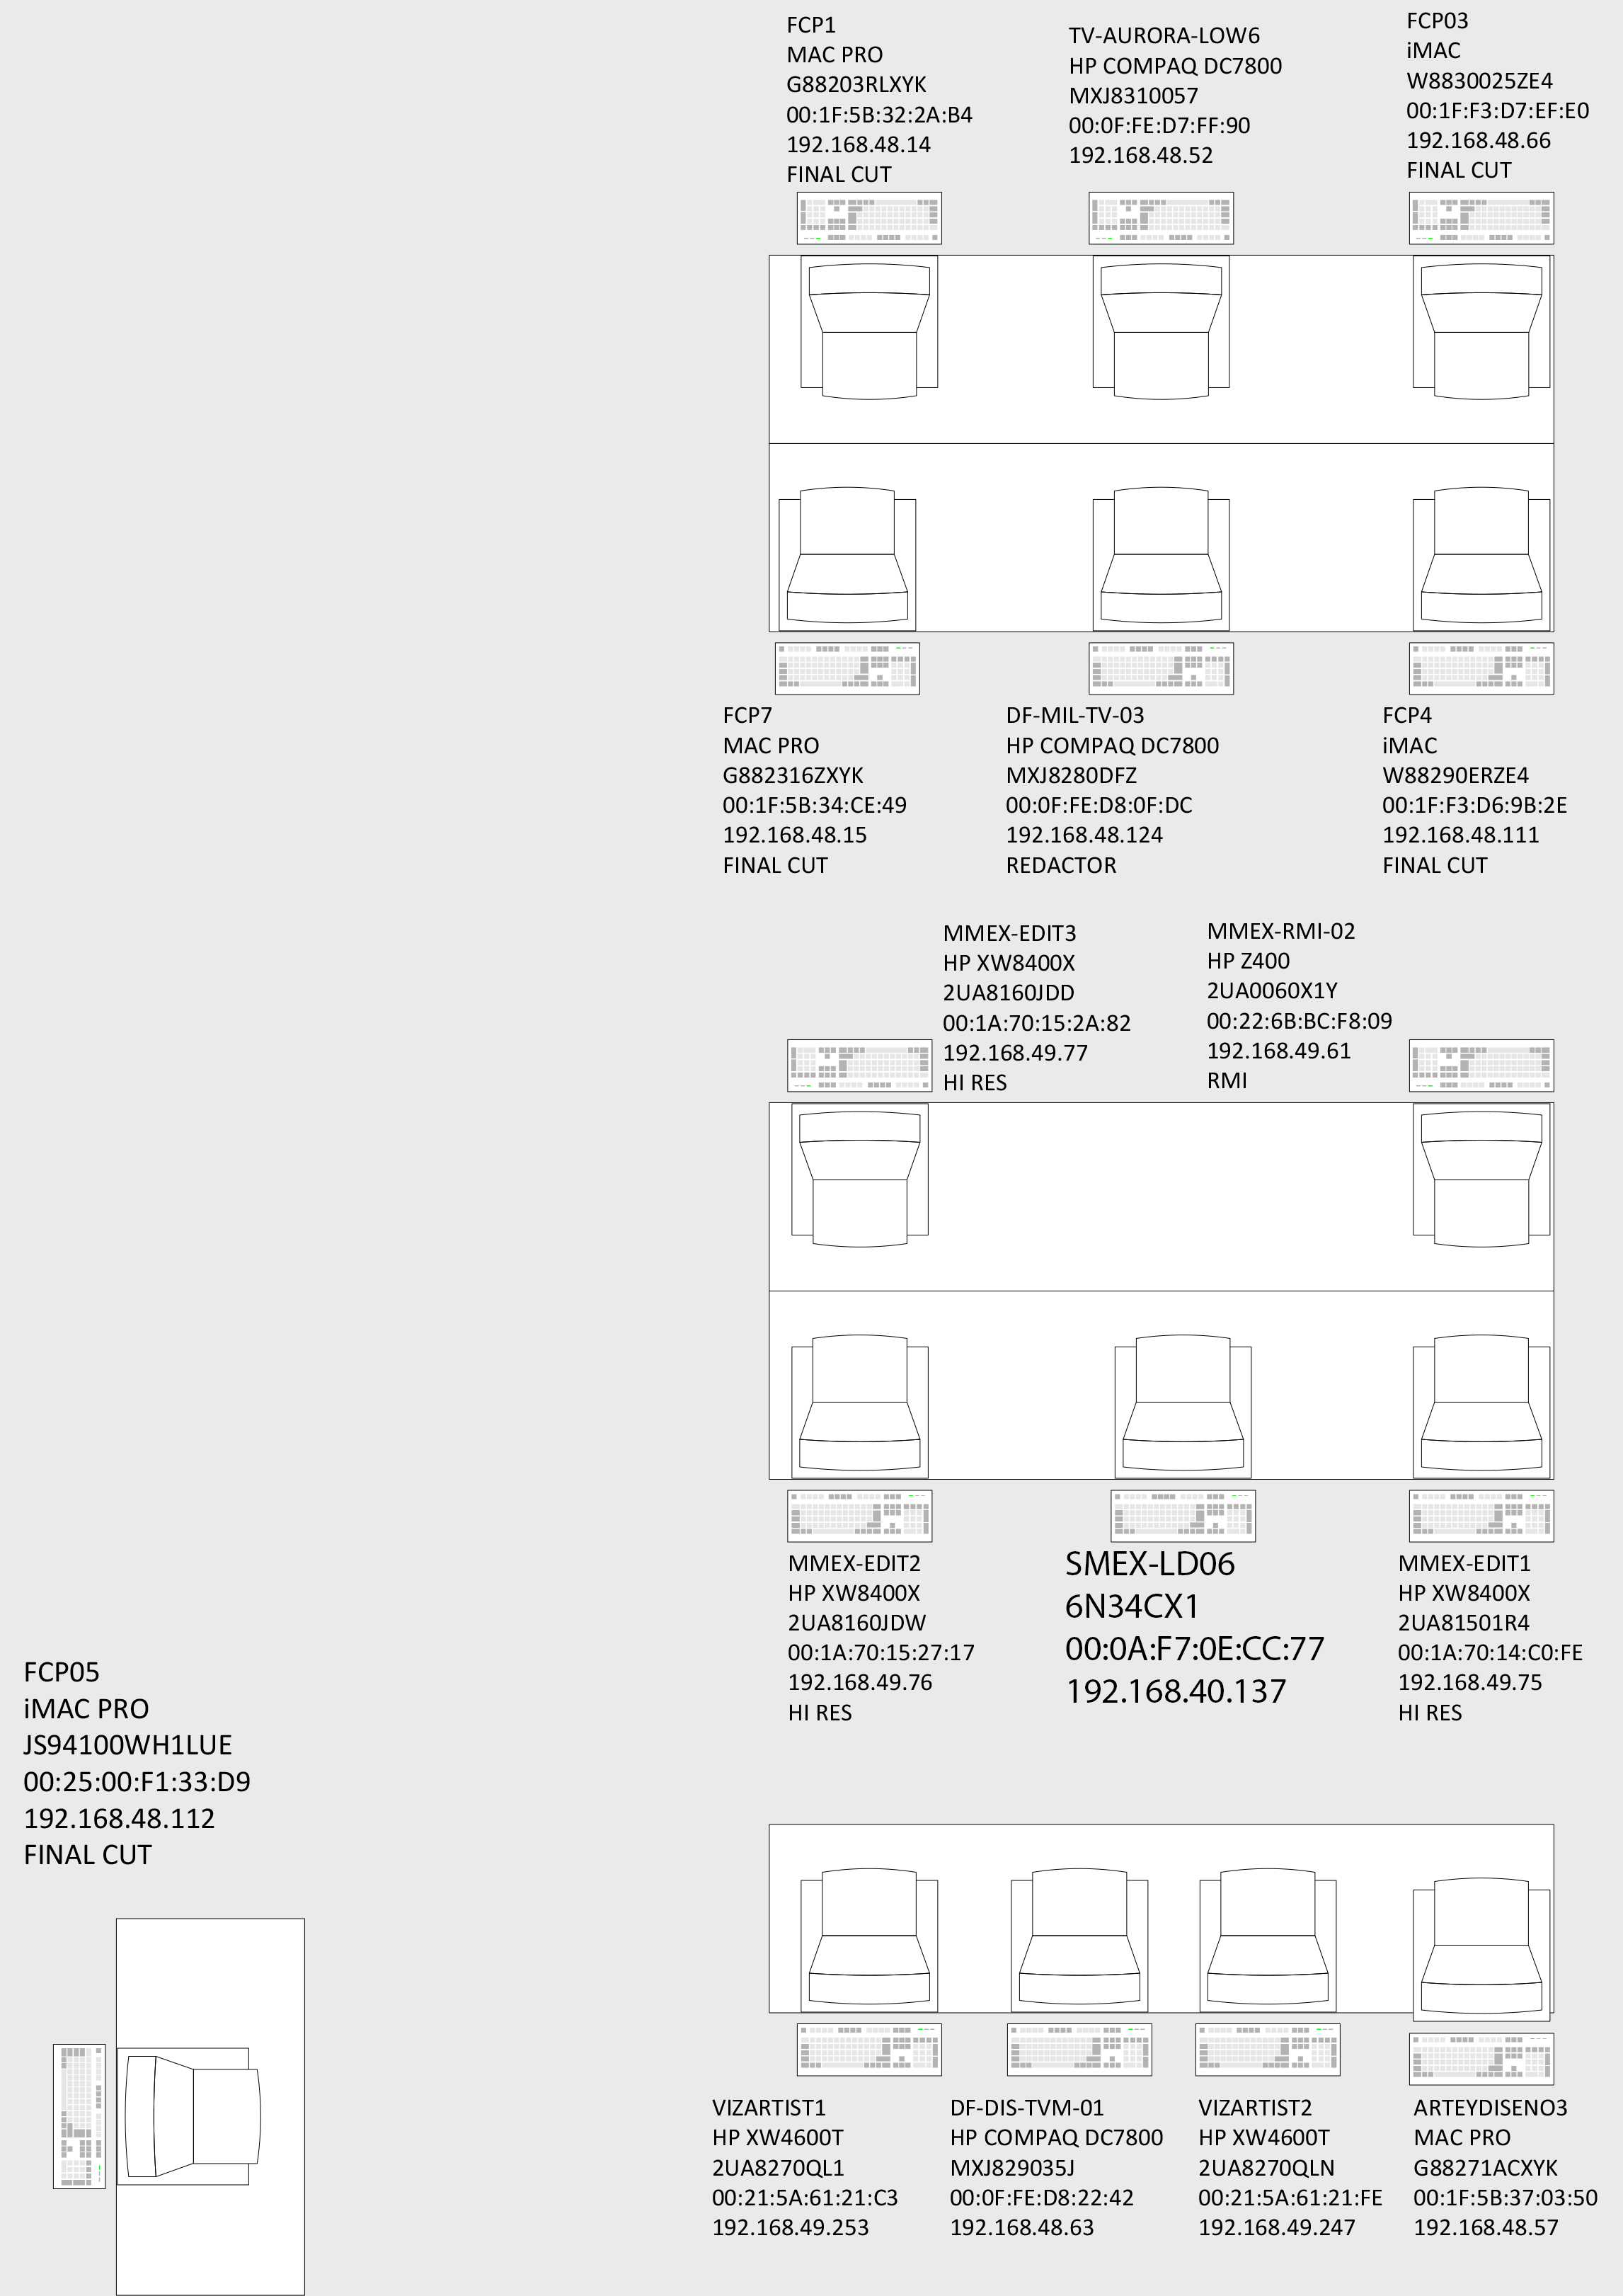 FCP1
MAC PRO
G88203RLXYK
00:1F:5B:32:2A:B4
192.168.48.14
FINAL CUT
TV-AURORA-LOW6
HP COMPAQ DC7800
MXJ8310057
00:0F:FE:D7:FF:90
192.168.48.52
FCP03
iMAC
W8830025ZE4
00:1F:F3:D7:EF:E0
192.168.48.66
FINAL CUT
FCP7
MAC PRO
G882316ZXYK
00:1F:5B:34:CE:49
192.168.48.15
FINAL CUT
DF-MIL-TV-03
HP COMPAQ DC7800
MXJ8280DFZ
00:0F:FE:D8:0F:DC
192.168.48.124
REDACTOR
FCP4
iMAC
W88290ERZE4
00:1F:F3:D6:9B:2E
192.168.48.111
FINAL CUT
MMEX-EDIT3
HP XW8400X
2UA8160JDD
00:1A:70:15:2A:82
192.168.49.77
HI RES
MMEX-RMI-02
HP Z400
2UA0060X1Y
00:22:6B:BC:F8:09
192.168.49.61
RMI
MMEX-EDIT2
HP XW8400X
2UA8160JDW
00:1A:70:15:27:17
192.168.49.76
HI RES
SMEX-LD06
6N34CX1
00:0A:F7:0E:CC:77
192.168.40.137
MMEX-EDIT1
HP XW8400X
2UA81501R4
00:1A:70:14:C0:FE
192.168.49.75
HI RES
FCP05
iMAC PRO
JS94100WH1LUE
00:25:00:F1:33:D9
192.168.48.112
FINAL CUT
VIZARTIST1
HP XW4600T
2UA8270QL1
00:21:5A:61:21:C3
192.168.49.253
DF-DIS-TVM-01
HP COMPAQ DC7800
MXJ829035J
00:0F:FE:D8:22:42
192.168.48.63
VIZARTIST2
HP XW4600T
2UA8270QLN
00:21:5A:61:21:FE
192.168.49.247
ARTEYDISENO3
MAC PRO
G88271ACXYK
00:1F:5B:37:03:50
192.168.48.57